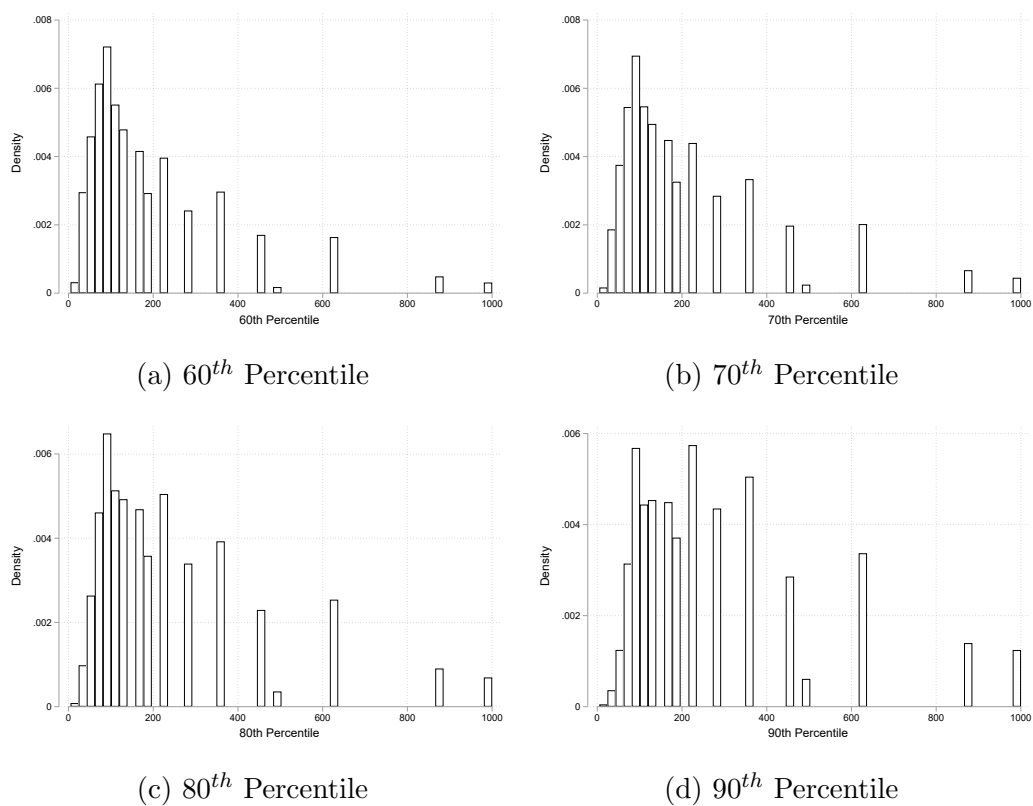 .008
.006
.004
.002
0
Density
0 200 400 600 800 1000
60th Percentile
(a) 60th Percentile
.008
.006
.004
.002
0
Density
0 200 400 600 800 1000
70th Percentile
(b) 70th Percentile
.006
.004
.002
0
Density
0 200 400 600 800 1000
80th Percentile
(c) 80th Percentile
.006
.004
.002
0
Density
0 200 400 600 800 1000
90th Percentile
(d) 90th Percentile